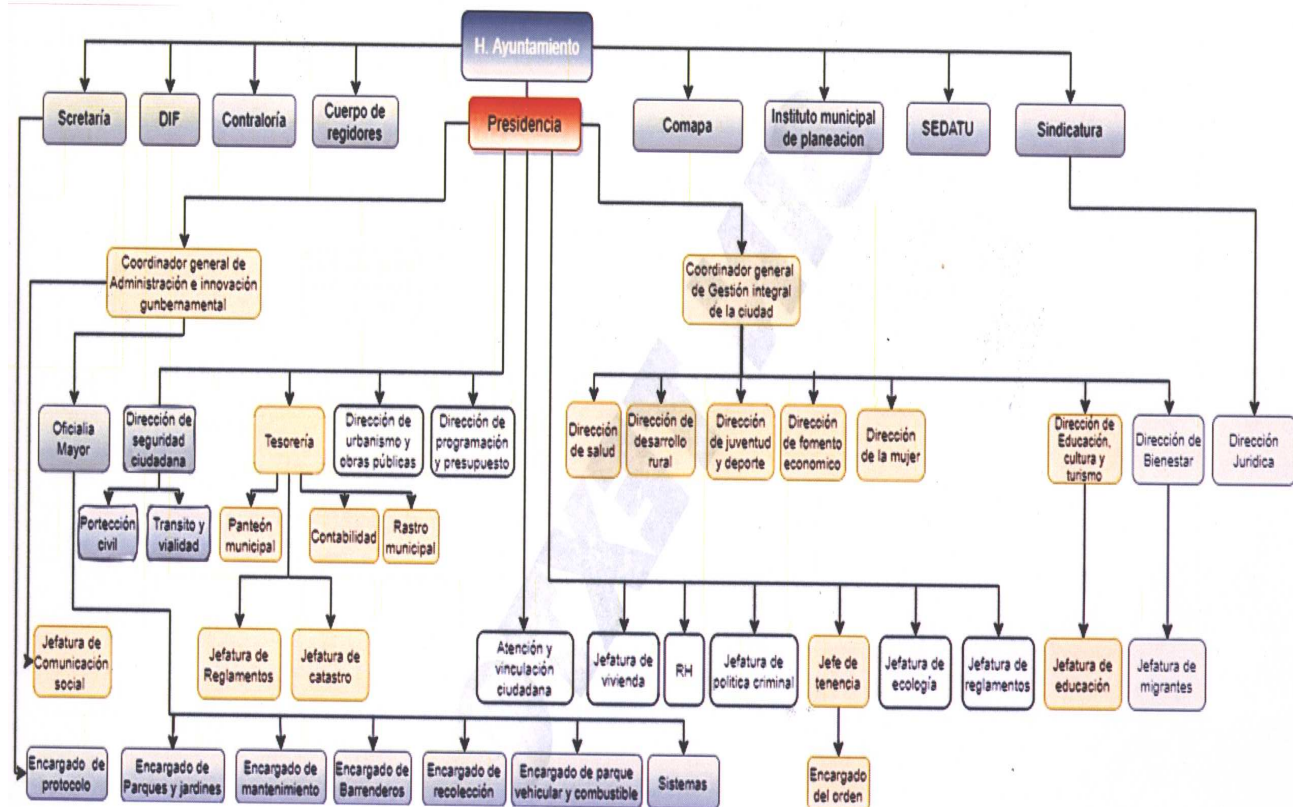 H. Ayuntamiento
Scretaría
DIF
Contraloría
Cuerpo de
regidores
Presidencia
Comapa
Instituto municipal
de planeacion
SEDATU
Sindicatura
Coordinador general de
Administración e innovación
gunbernamental
Coordinador general
de Gestión integral
de la ciudad
Oficialia
Mayor
Dirección de
seguridad
ciudadana
Tesorería
Dirección de
urbanismo y
obras públicas
Dirección de
programación
y presupuesto
Dirección
de salud
Dirección de
desarrollo
rural
Dirección
de juventud
y deporte
Dirección
de fomento
economico
Dirección
de la mujer
Dirección de
Educación,
cultura y
turismo
Dirección de
Bienestar
Dirección
Juridica
Portección
civil
Transito y
vialidad
Panteón
municipal
Contabilidad
Rastro
municipal
Jefatura de
Comunicación
social
Jefatura de
Reglamentos
Jefatura de
catastro
Atención y
vinculación
ciudadana
Jefatura de
vivienda
RH
Jefatura de
politica criminal
Jefe de
tenencia
Jefatura de
ecología
Jefatura de
reglamentos
Jefatura de
educación
Jefatura de
migrantes
Encargado de
protocolo
Encargado de
Parques y jardines
Encargado de
mantenimiento
Encargado de
Barrenderos
Encargado de
recolección
Encargado de parque
vehicular y combustible
Sistemas
Encargado
del orden